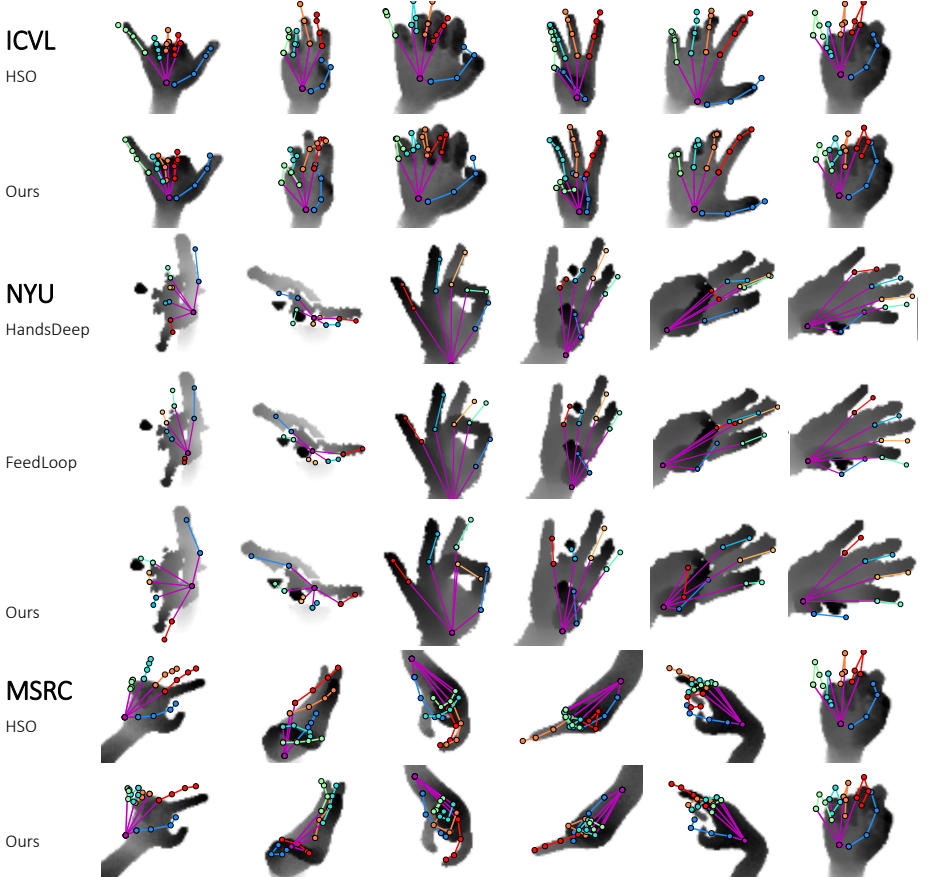 ICVL
HSO
Ours
NYU
HandsDeep
FeedLoop
Ours
MSRC
HSO
Ours